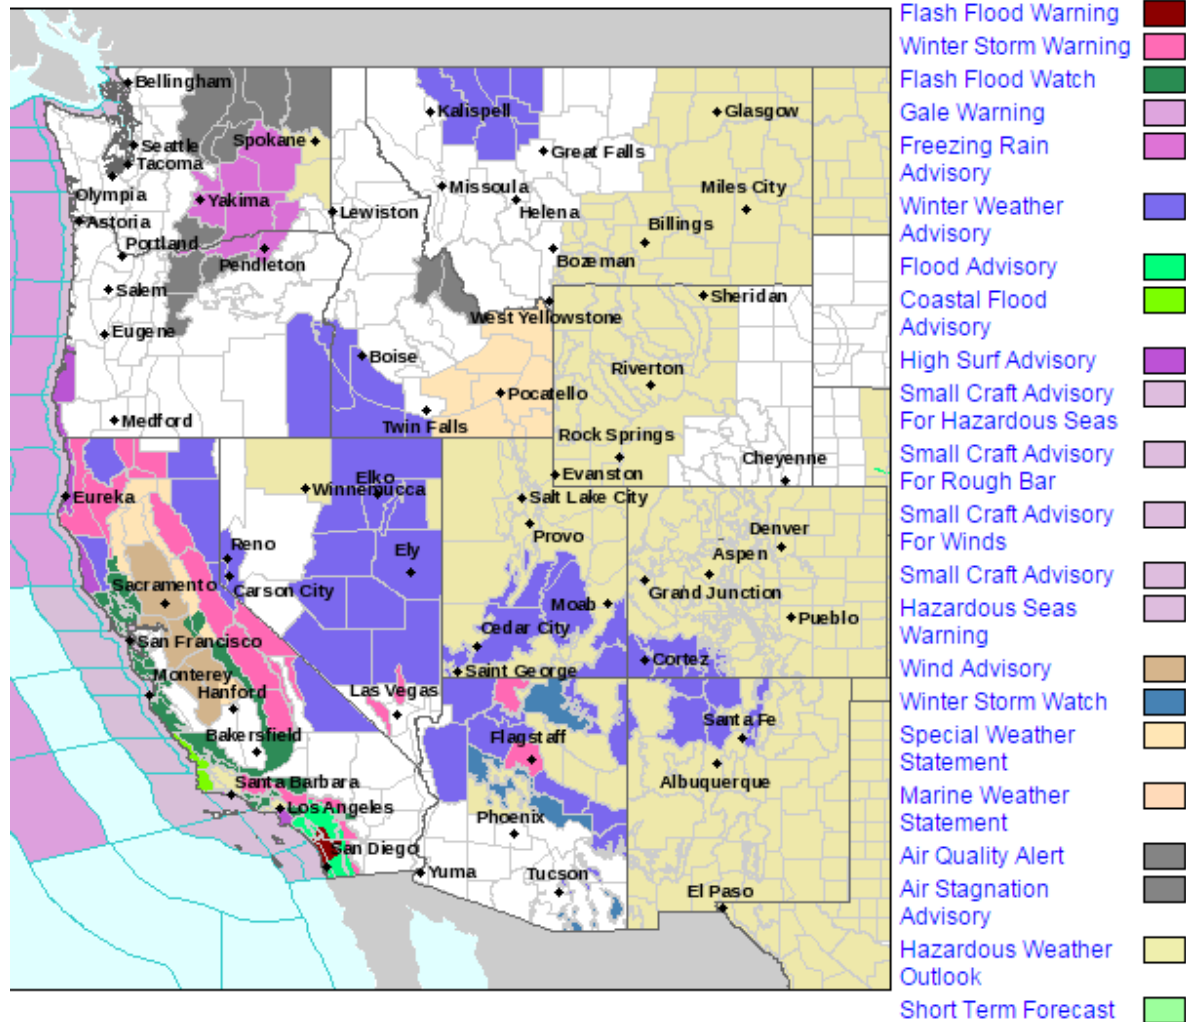 Bellingham
Kalispell
Glasgow
Spokane
Seattle
Great Falls
Tacoma
Olympia
Missoula
Miles City
Yakima
Helena
Lewiston
Astoria
Billings
Portland
Pendleton
Bozeman
Salem
Sheridan
West Yellowstone
Eugene
Boise
Riverton
Pocatello
Medford
Twin Falls
Rock Springs
Cheyenne
Elko
Evanston
Winnemucca
Eureka
Salt Lake City
Denver
Provo
Reno
Ely
Aspen
Sacramento
Carson City
Moab
Grand Junction
Pueblo
Cedar City
San Francisco
Cortez
Saint George
Monterey
Hanford
Las Vegas
Santa Fe
Bakersfield
Flagstaff
Albuquerque
Santa Barbara
Los Angeles
Phoenix
San Diego
Yuma
Tucson
El Paso
Flash Flood Warning
Winter Storm Warning
Flash Flood Watch
Gale Warning
Freezing Rain
Advisory
Winter Weather
Advisory
Flood Advisory
Coastal Flood
Advisory
High Surf Advisory
Small Craft Advisory
For Hazardous Seas
Small Craft Advisory
For Rough Bar
Small Craft Advisory
For Winds
Small Craft Advisory
Hazardous Seas
Warning
Wind Advisory
Winter Storm Watch
Special Weather
Statement
Marine Weather
Statement
Air Quality Alert
Air Stagnation
Advisory
Hazardous Weather
Outlook
Short Term Forecast